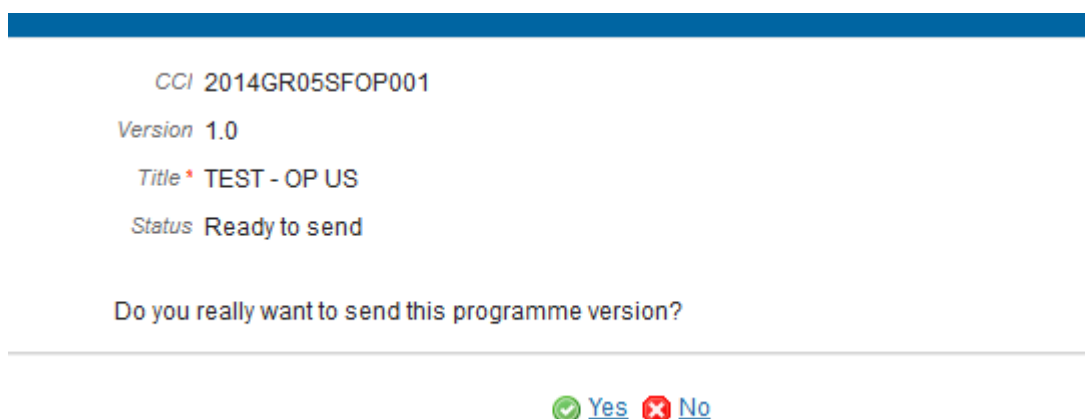 CCI 2014GR05SFOP001
Version 1.0
Title * TEST - OP US
Status Ready to send
Do you really want to send this programme version?
Yes No